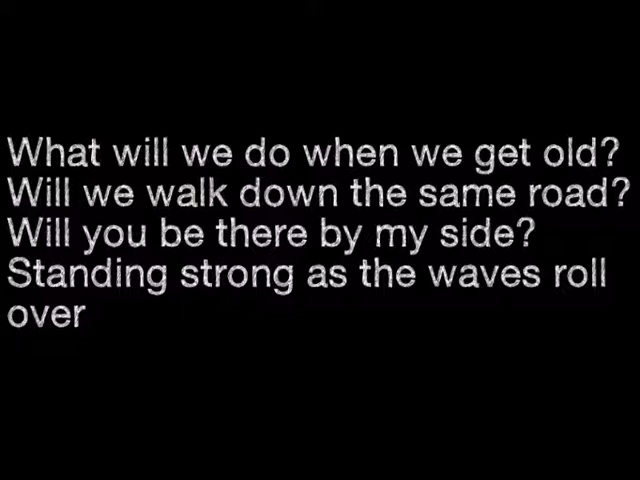 What will we do when we get old?
Will we walk down the same road?
Will you be there by my side?
Standing strong as the waves roll
over